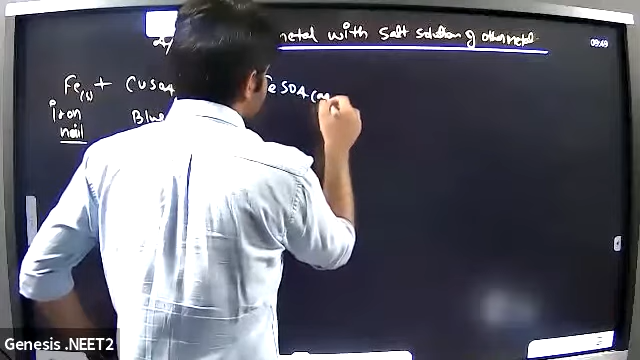 metal with salt solution of other metal.
09:49
Fe(s) + CuSO4 FeSO4 (aq
iron Blue
nail
Genesis .NEET2